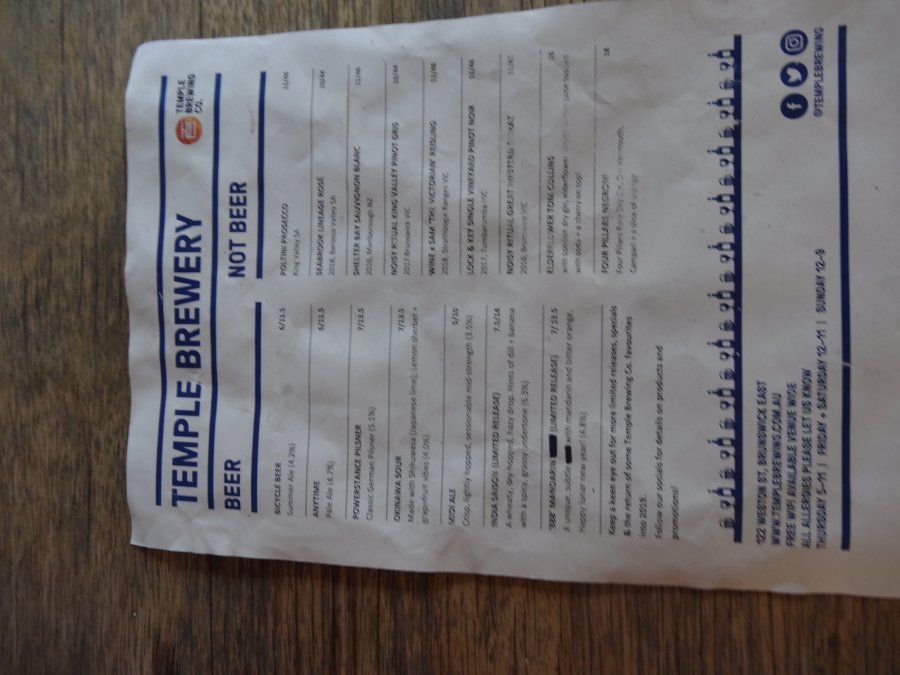 TEMPLE BREWERY
TEMPLE
BREWING
CO.
BEER
BICYCLE BEER 6/11.5
Summer Ale (4.2%)
ANYTIME 6/11.5
Pale Ale (4.7%)
POWERSTANCE PILSNER 7/13.5
Classic German Pilsner (5.1%)
OKINAWA SOUR 7/13.5
Made with Shikuwasa (Japanese lime); Lemon sherbet +
grapefruit vibes (4.0%)
MIDI ALE 5/10
Crisp, lightly hopped, sessionable mid strength (3.5%)
INDIA SAISON (LIMITED RELEASE) 7.5/14
A wheaty, dry-hopped, hazy drop. Hints of dill + banana
with a spicy, grassy undertone (6.3%)
MANDARIN (LIMITED RELEASE) 7/ 13.5
A unique, subtle with mandarin and bitter orange.
Happy lunar new year! (4.8%)
Keep a keen eye out for more limited releases, specials
& the return of some Temple Brewing Co. favourites
into 2019.
Follow our socials for details on products and
promotions!
NOT BEER
POLTINI PROSECCO
King Valley SA
SEABROOK LINEAGE ROSÉ 10/44
2018, Barossa Valley SA
SHELTER BAY SAUVIGNON BLANC 11/46
2016, Marlborough NZ
NOISY RITUAL KING VALLEY PINOT GRIS 10/44
2017 Brunswick VIC
WINE x SAM 'THE VICTORIAN' REISLING 11/46
2018, Strathbogie Ranges VIC
LOCK & KEY SINGLE VINEYARD PINOT NOIR 11/46
2017, Tumbarumba VIC
NOISY RITUAL GREAT WESTERN
2016, Brunswick VIC
ELDERFLOWER TOM COLLINS 16
with London dry gin, elderflower juice topped
with soda + a cherry on top!
FOUR PILLARS NEGRONI 18
Four Pillars Rare Dry Gin, Vermouth,
Campari + a slice of orange
122 WESTON ST, BRUNSWICK EAST
WWW.TEMPLEBREWING.COM.AU
FREE WIFI AVAILABLE VENUE WIDE
ALL ALLERGIES PLEASE LET US KNOW
THURSDAY 5-11 | FRIDAY + SATURDAY 12-11 | SUNDAY 12-9
@TEMPLEBREWING